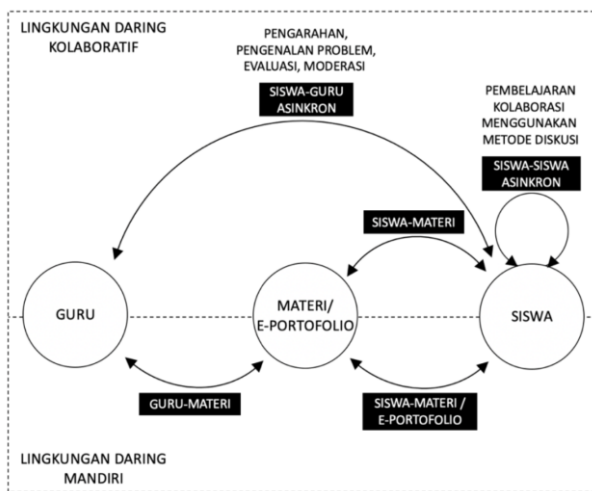 LINGKUNGAN DARING
KOLABORATIF
PENGARAHAN,
PENGENALAN PROBLEM,
EVALUASI, MODERASI
SISWA-GURU
ASINKRON
PEMBELAJARAN
KOLABORASI
MENGGUNAKAN
METODE DISKUSI
SISWA-SISWA
ASINKRON
SISWA-MATERI
GURU
MATERI/
E-PORTOFOLIO
SISWA
GURU-MATERI
SISWA-MATERI /
E-PORTOFOLIO
LINGKUNGAN DARING
MANDIRI